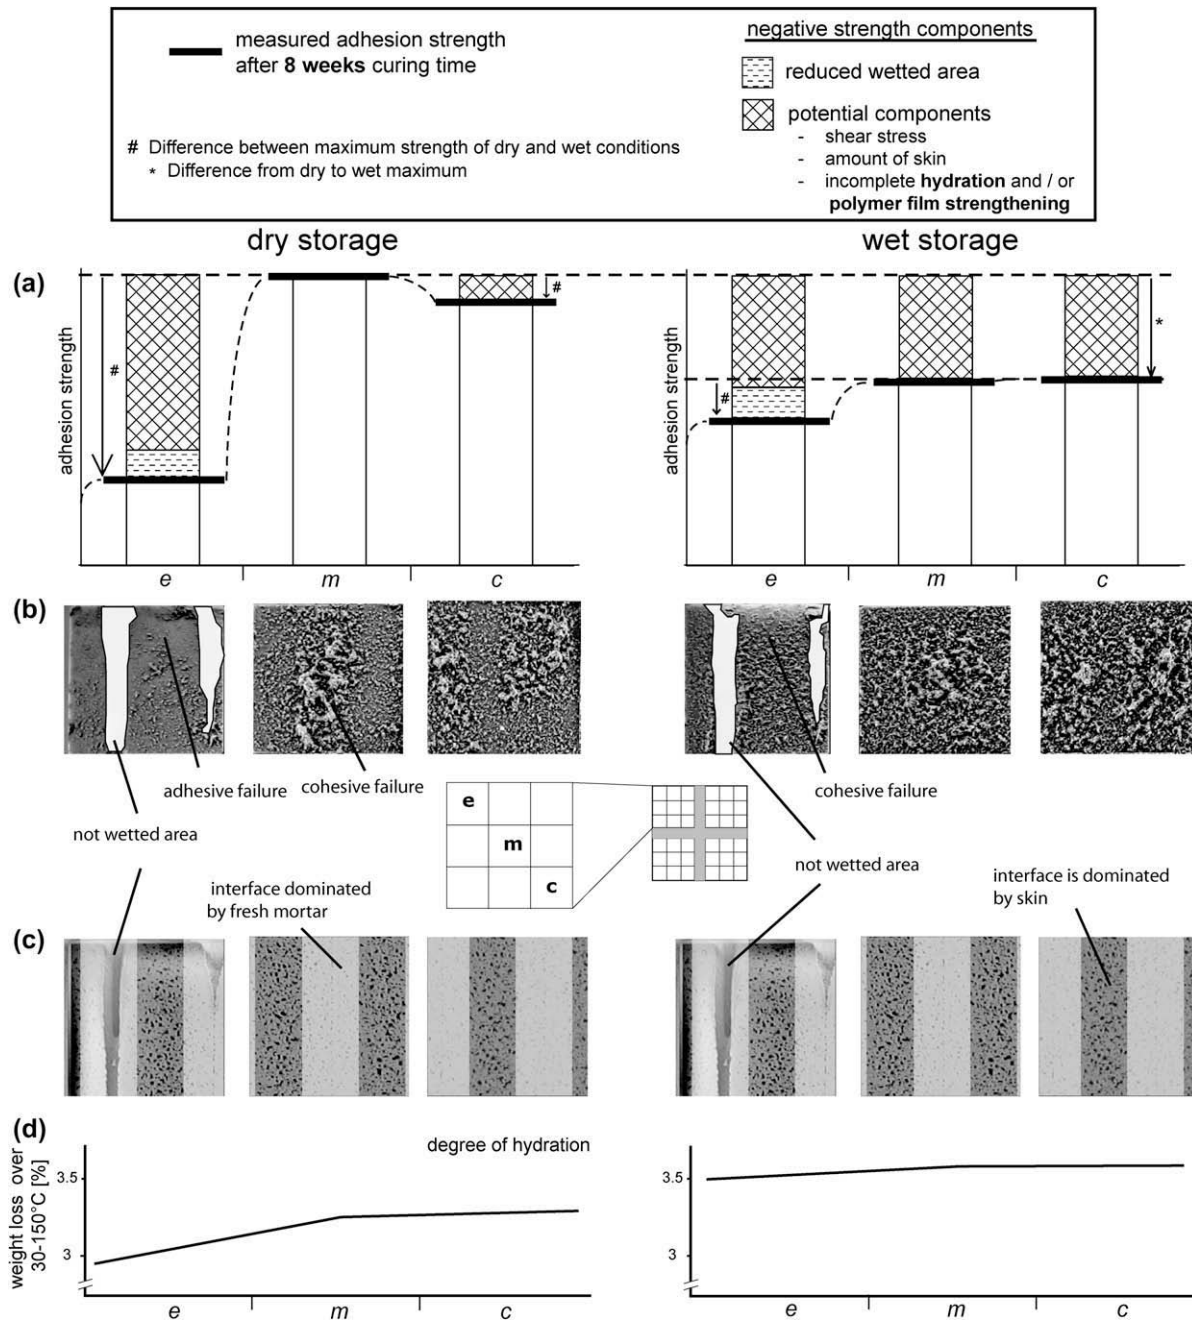 measured adhesion strength
after 8 weeks curing time
# Difference between maximum strength of dry and wet conditions
* Difference from dry to wet maximum
negative strength components
reduced wetted area
potential components
- shear stress
- amount of skin
- incomplete hydration and / or
polymer film strengthening
dry storage
wet storage
(a)
adhesion strength
#
#
e
m
c
adhesion strength
#
*
e
m
c
(b)
adhesive failure
cohesive failure
not wetted area
cohesive failure
not wetted area
e
m
c
interface dominated
by fresh mortar
interface is dominated
by skin
(c)
(d)
degree of hydration
weight loss over
30-150°C [%]
3.5
3
e
m
c
3.5
3
e
m
c